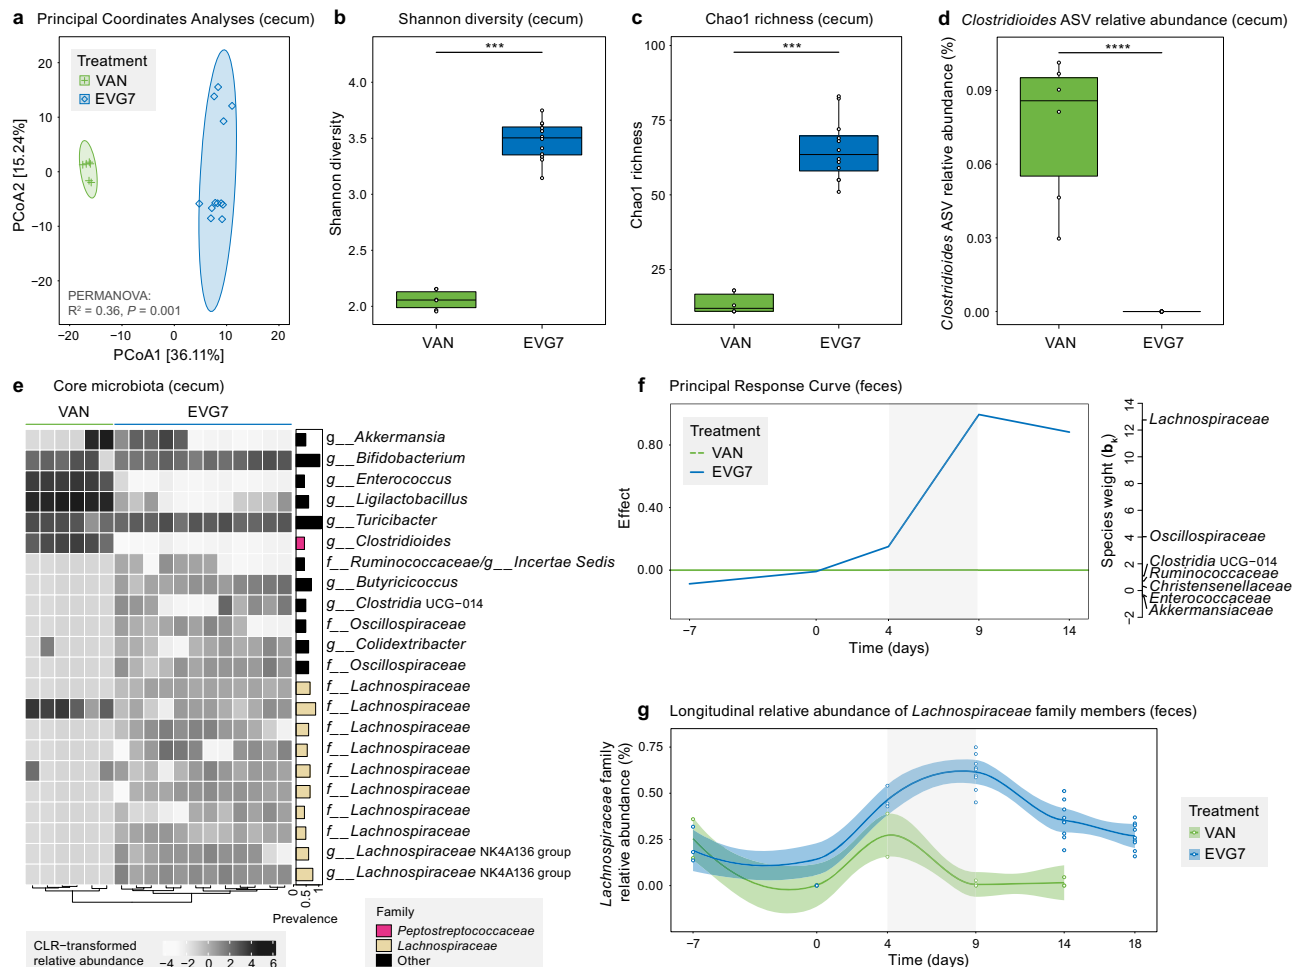 a Principal Coordinates Analyses (cecum)
Treatment
VAN
EVG7
PCoA2 [15.24%]
20
10
0
−10
−20
PERMANOVA:
R² = 0.36, P = 0.001
−20 −10 0 10 20
PCoA1 [36.11%]
b Shannon diversity (cecum)
***
Shannon diversity
4.0
3.5
3.0
2.5
2.0
VAN EVG7
c Chao1 richness (cecum)
***
Chao1 richness
100
75
50
25
VAN EVG7
d Clostridioides ASV relative abundance (cecum)
****
Clostridioides ASV relative abundance (%)
0.09
0.06
0.03
0.00
VAN EVG7
e Core microbiota (cecum)
VAN EVG7
g__Akkermansia
g__Bifidobacterium
g__Enterococcus
g__Ligilactobacillus
g__Turicibacter
g__Clostridioides
f__Ruminococcaceae/g__Incertae Sedis
g__Butyricicoccus
g__Clostridia UCG−014
f__Oscillospiraceae
g__Colidextribacter
f__Oscillospiraceae
f__Lachnospiraceae
f__Lachnospiraceae
f__Lachnospiraceae
f__Lachnospiraceae
f__Lachnospiraceae
f__Lachnospiraceae
f__Lachnospiraceae
f__Lachnospiraceae
g__Lachnospiraceae NK4A136 group
g__Lachnospiraceae NK4A136 group
0 0.5 1
Prevalence
CLR−transformed
relative abundance
−4 −2 0 2 4 6
Family
Peptostreptococcaceae
Lachnospiraceae
Other
f Principal Response Curve (feces)
Treatment
VAN
EVG7
Effect
0.80
0.40
0.00
−7 0 4 9 14
Time (days)
Species weight (bk)
14
12
10
8
6
4
2
0
−2
Lachnospiraceae
Oscillospiraceae
Clostridia UCG−014
Ruminococcaceae
Christensenellaceae
Enterococcaceae
Akkermansiaceae
g Longitudinal relative abundance of Lachnospiraceae family members (feces)
Lachnospiraceae family
relative abundance (%)
0.75
0.50
0.25
0.00
−7 0 4 9 14 18
Time (days)
Treatment
VAN
EVG7